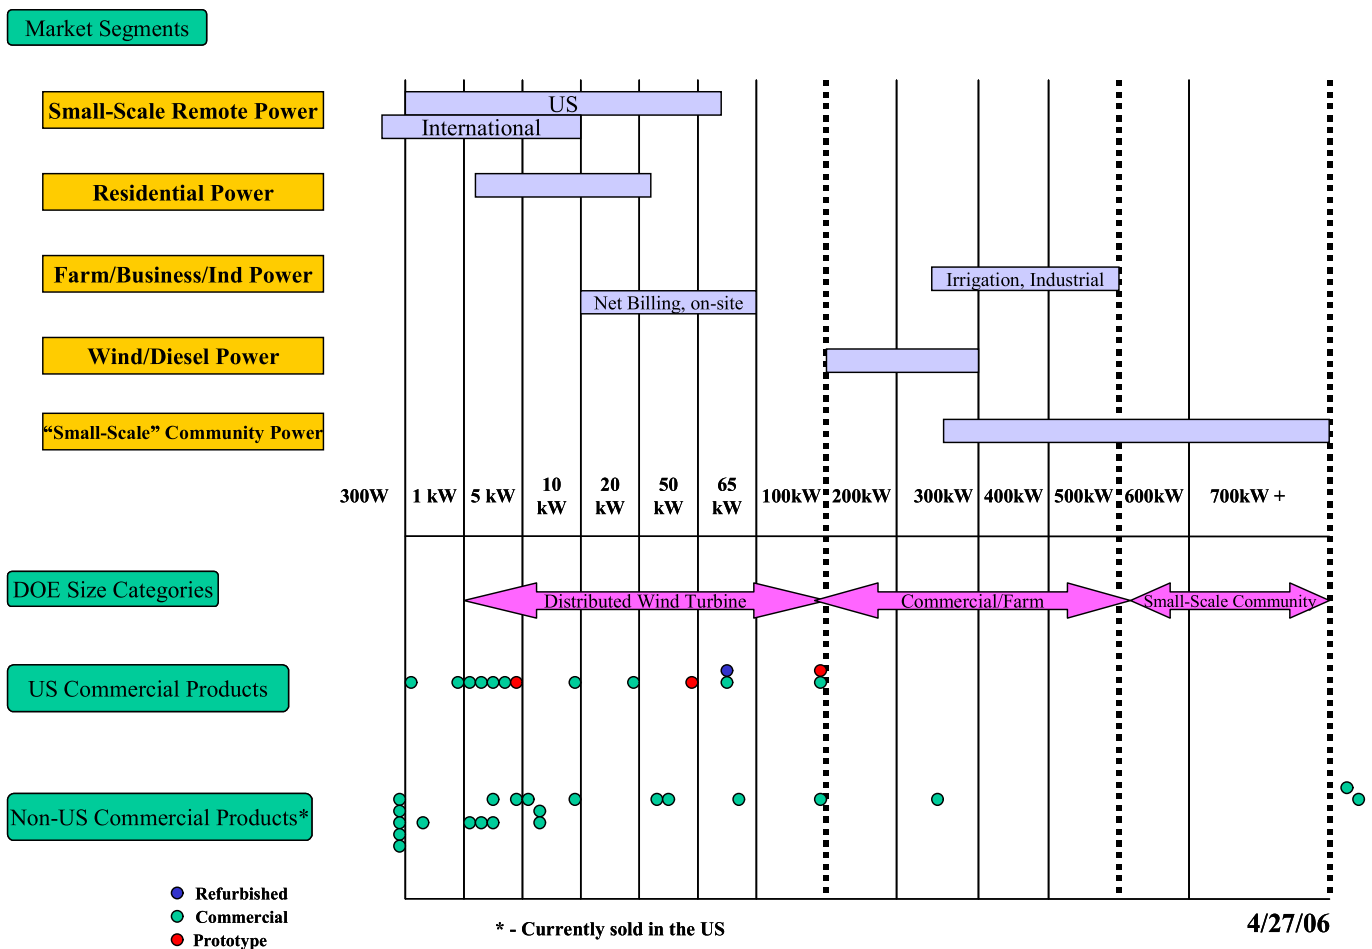 Market Segments
Small-Scale Remote Power
US
International
Residential Power
Farm/Business/Ind Power
Irrigation, Industrial
Net Billing, on-site
Wind/Diesel Power
“Small-Scale” Community Power
300W 1 kW 5 kW 10 kW 20 kW 50 kW 65 kW 100kW 200kW 300kW 400kW 500kW 600kW 700kW +
DOE Size Categories
Distributed Wind Turbine Commercial/Farm Small-Scale Community
US Commercial Products
Non-US Commercial Products*
Refurbished
Commercial
Prototype
* - Currently sold in the US
4/27/06